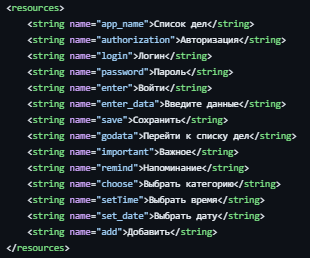 <resources>
<string name="app_name">Список дел</string>
<string name="authorization">Авторизация</string>
<string name="login">Логин</string>
<string name="password">Пароль</string>
<string name="enter">Войти</string>
<string name="enter_data">Введите данные</string>
<string name="save">Сохранить</string>
<string name="godata">Перейти к списку дел</string>
<string name="important">Важное</string>
<string name="remind">Напоминание</string>
<string name="choose">Выбрать категорию</string>
<string name="setTime">Выбрать время</string>
<string name="set_date">Выбрать дату</string>
<string name="add">Добавить</string>
</resources>